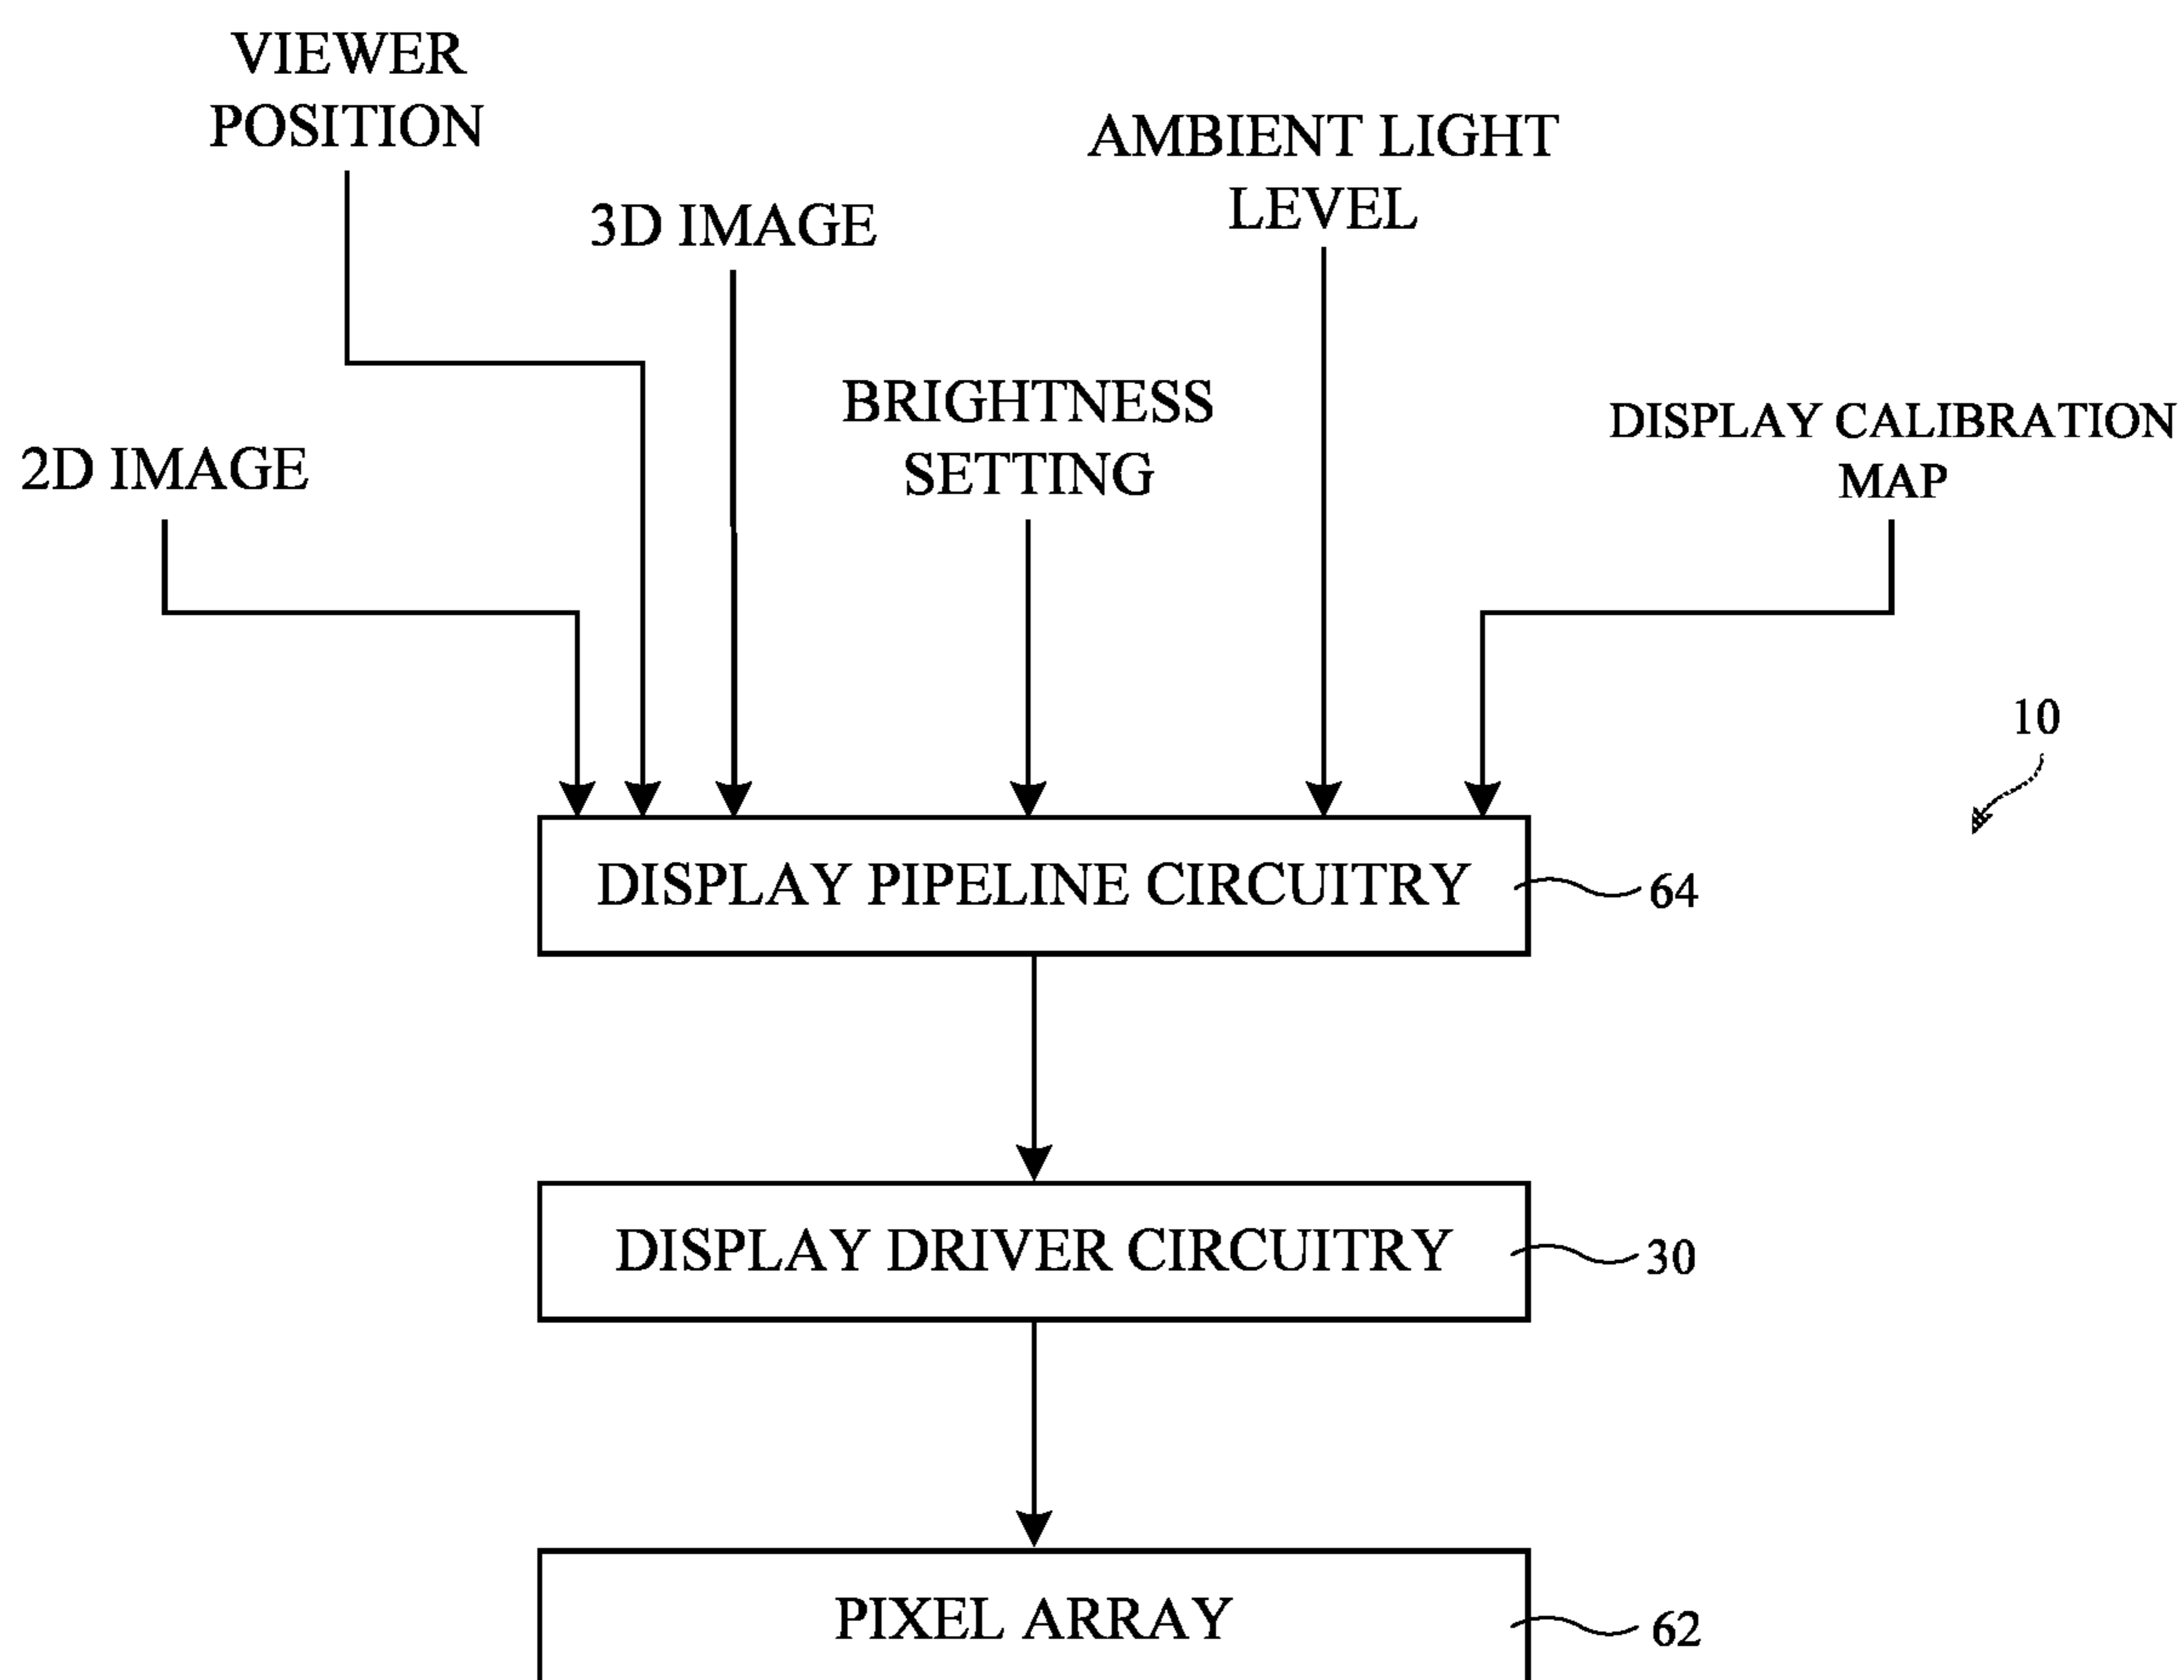 VIEWER
POSITION
3D IMAGE
AMBIENT LIGHT
LEVEL
2D IMAGE
BRIGHTNESS
SETTING
DISPLAY CALIBRATION
MAP
10
DISPLAY PIPELINE CIRCUITRY
64
DISPLAY DRIVER CIRCUITRY
30
PIXEL ARRAY
62